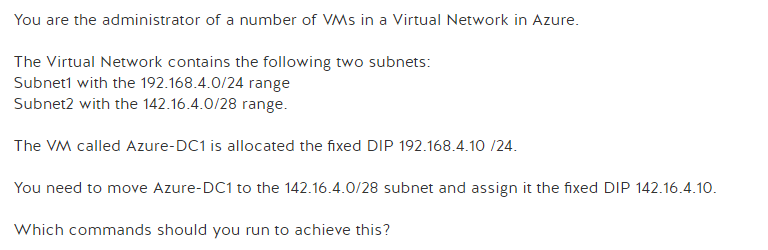 You are the administrator of a number of VMs in a Virtual Network in Azure.
The Virtual Network contains the following two subnets:
Subnet1 with the 192.168.4.0/24 range
Subnet2 with the 142.16.4.0/28 range.
The VM called Azure-DC1 is allocated the fixed DIP 192.168.4.10 /24.
You need to move Azure-DC1 to the 142.16.4.0/28 subnet and assign it the fixed DIP 142.16.4.10.
Which commands should you run to achieve this?